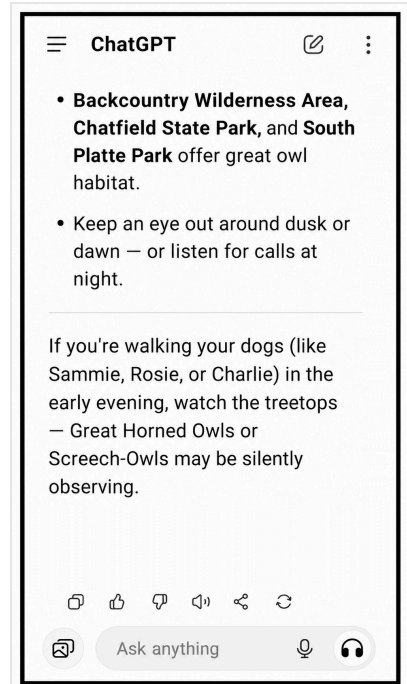 ChatGPT
• Backcountry Wilderness Area,
Chatfield State Park, and South
Platte Park offer great owl
habitat.
• Keep an eye out around dusk or
dawn — or listen for calls at
night.
If you're walking your dogs (like
Sammie, Rosie, or Charlie) in the
early evening, watch the treetops
— Great Horned Owls or
Screech-Owls may be silently
observing.
Ask anything